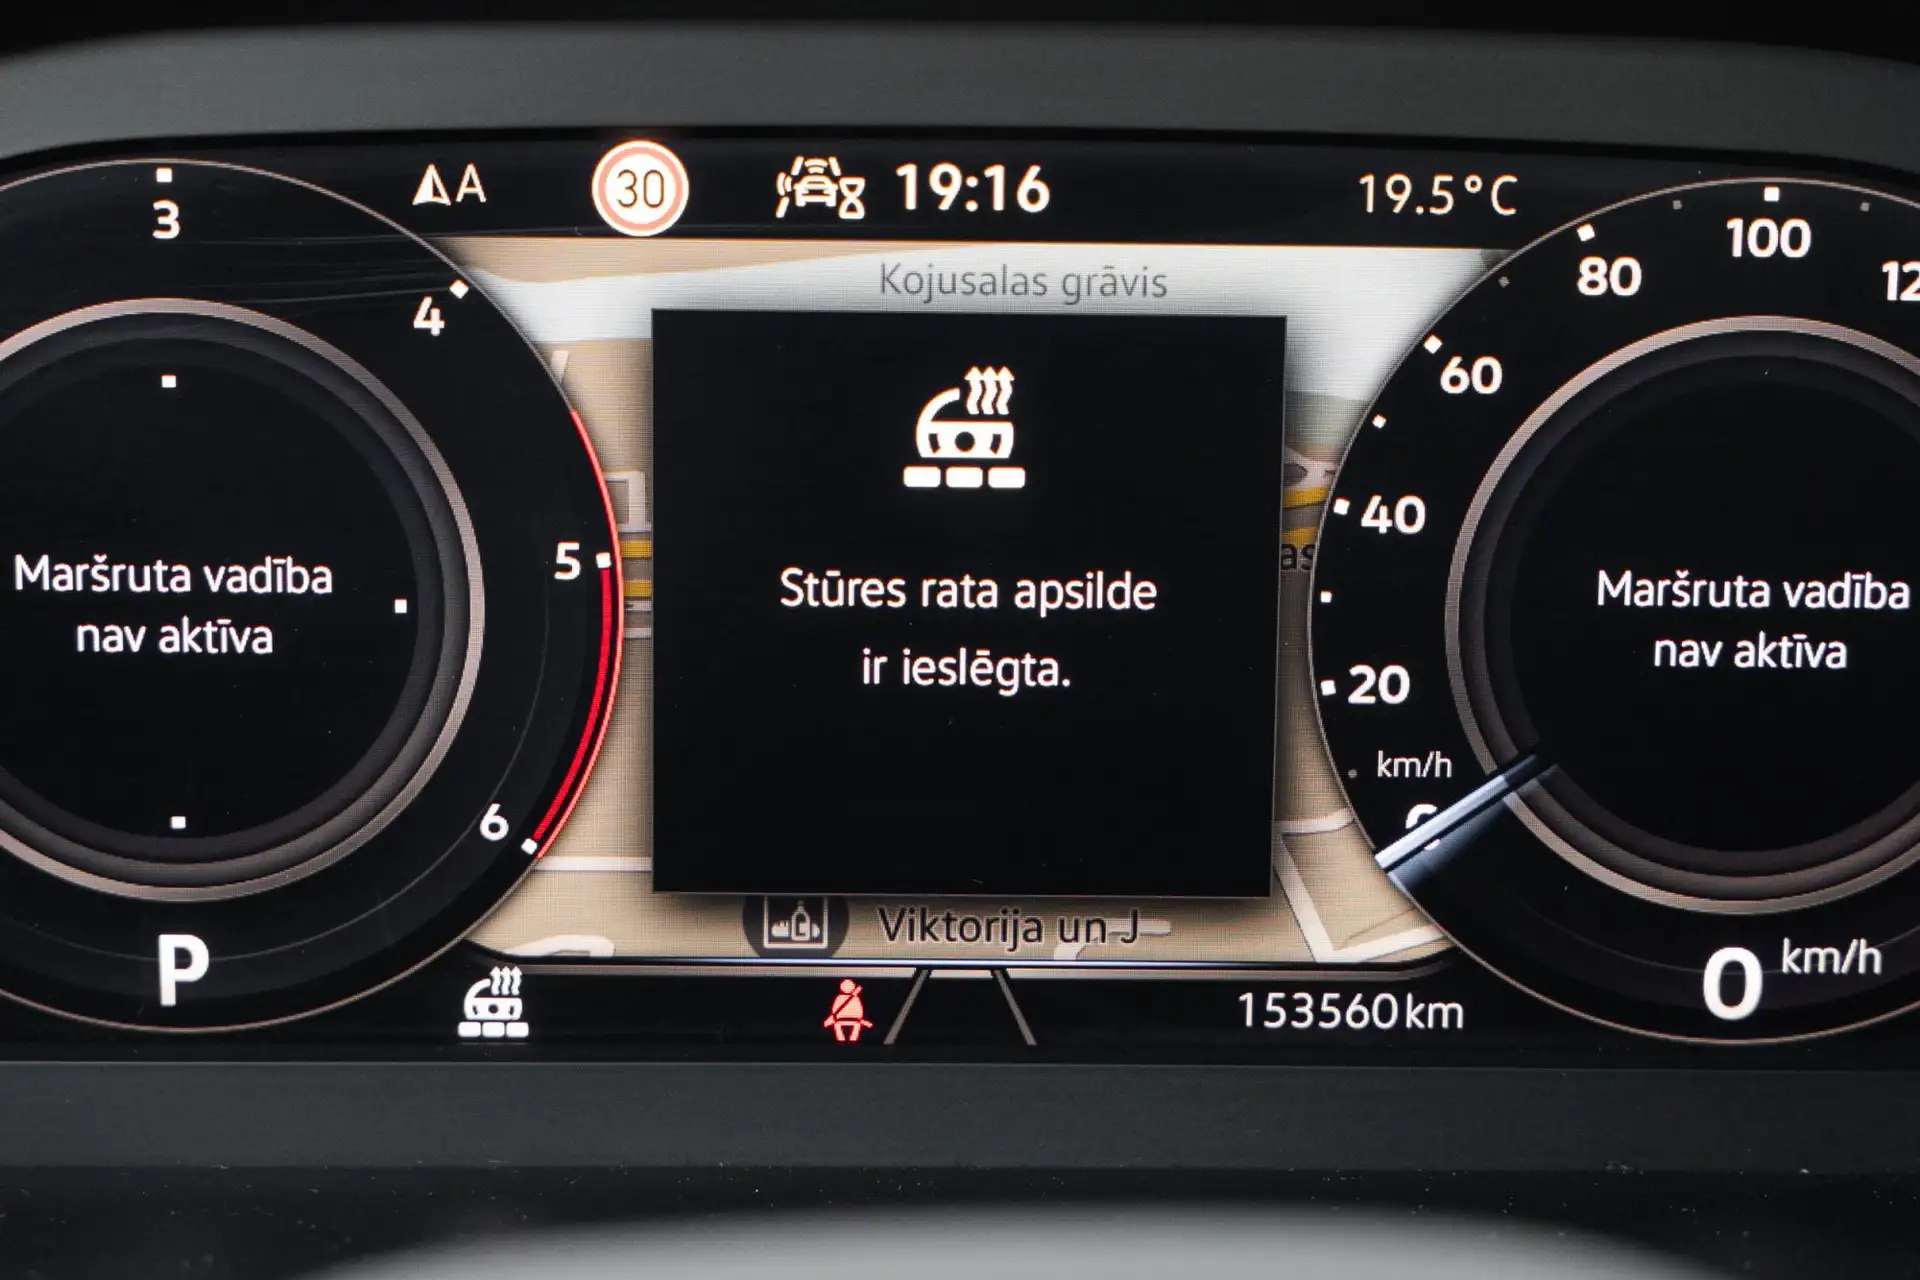 A
30
19:16
19.5°C
3
4
5
6
Kojusalas grāvis
Maršruta vadība
nav aktīva
Stūres rata apsilde
ir ieslēgta.
Maršruta vadība
nav aktīva
100
80
60
40
20
km/h
Viktorija un J
P
153560 km
0 km/h